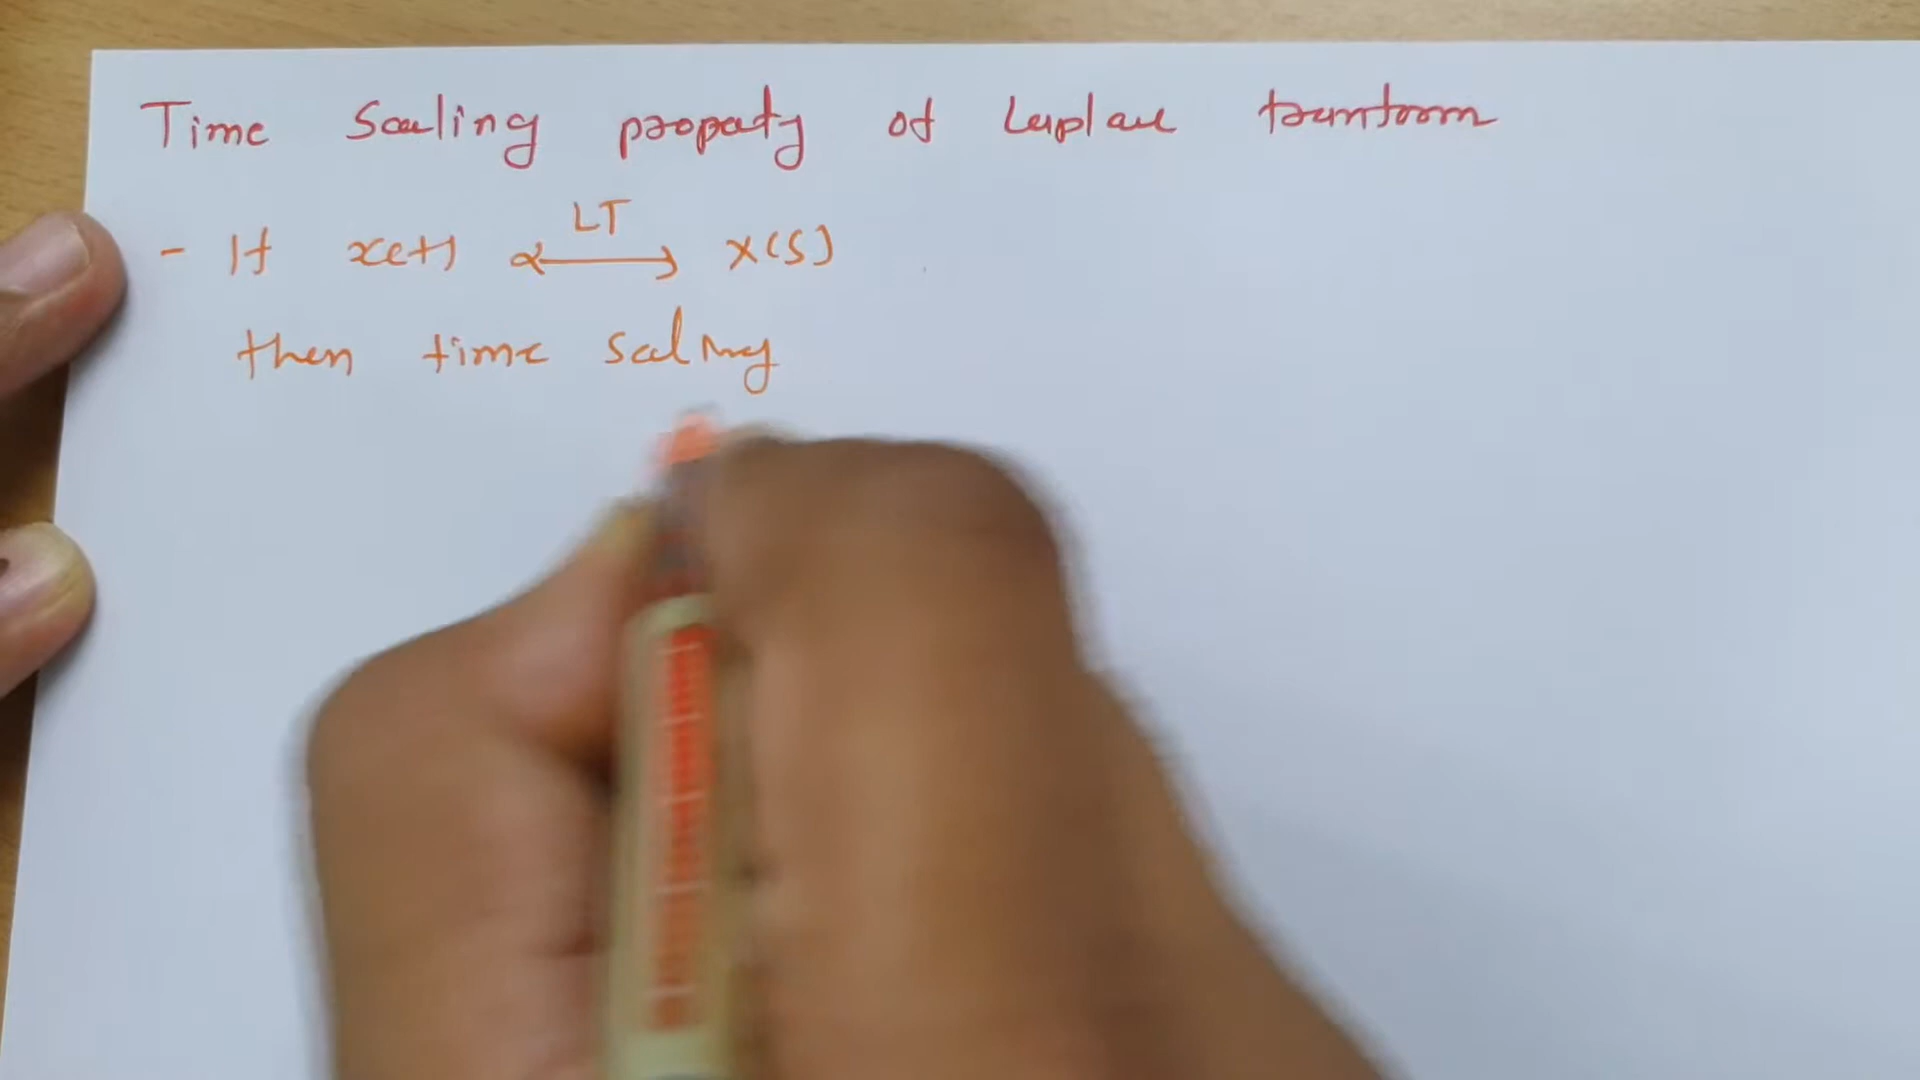 Time Scaling property of Laplace transform
- If x(t) ⟷ LT X(s)
then time scaling